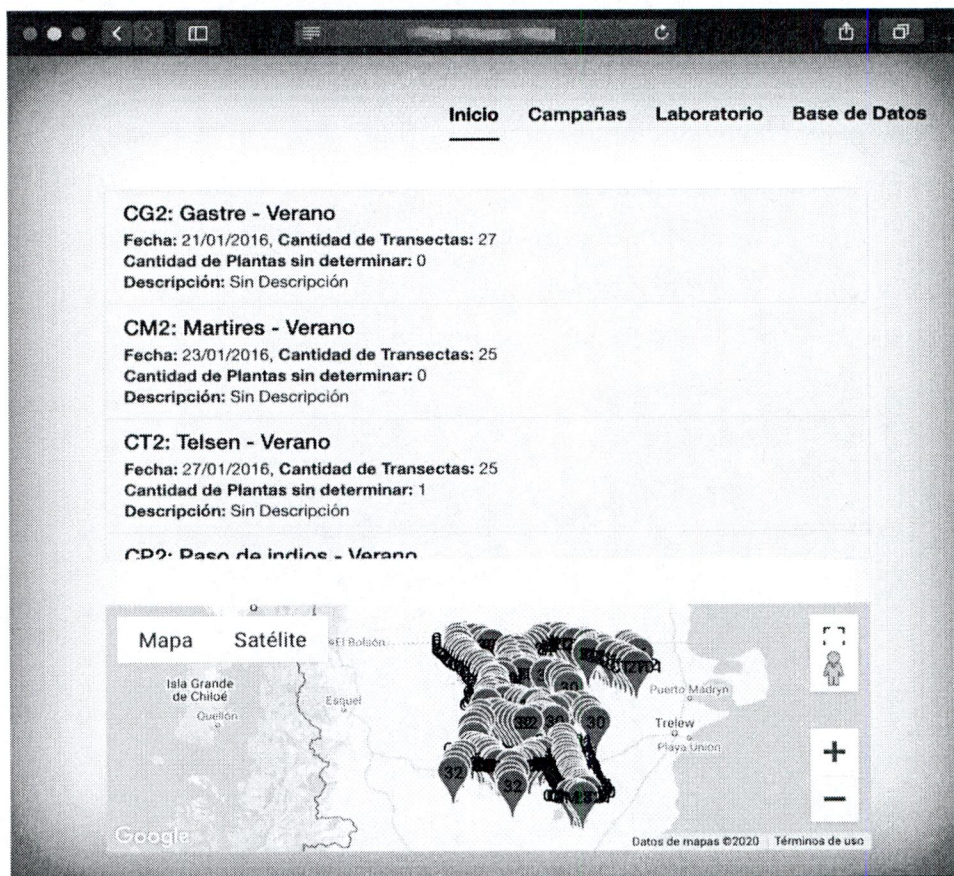 Inicio Campañas Laboratorio Base de Datos
CG2: Gastre - Verano
Fecha: 21/01/2016, Cantidad de Transectas: 27
Cantidad de Plantas sin determinar: 0
Descripción: Sin Descripción
CM2: Martires - Verano
Fecha: 23/01/2016, Cantidad de Transectas: 25
Cantidad de Plantas sin determinar: 0
Descripción: Sin Descripción
CT2: Telsen - Verano
Fecha: 27/01/2016, Cantidad de Transectas: 25
Cantidad de Plantas sin determinar: 1
Descripción: Sin Descripción
CP2: Paso de indios - Verano
Mapa Satélite
El Bolsón
Isla Grande
de Chiloé
Esquel
Quellón
Puerto Madryn
Trelew
Playa Unión
30
32 30 30
32
32
Google
Datos de mapas ©2020 Términos de uso